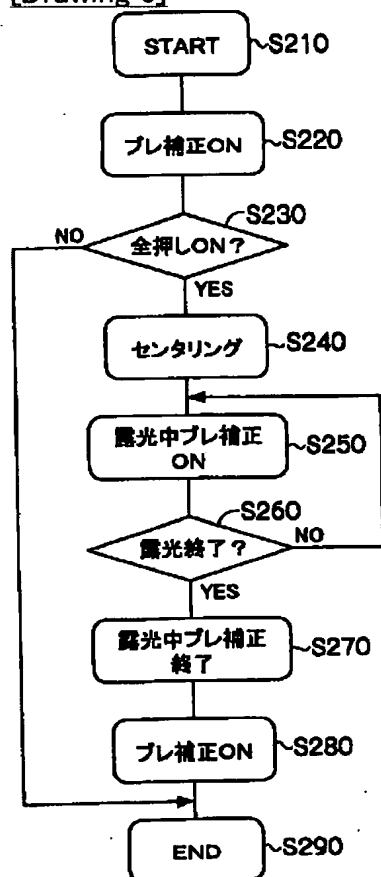 START
S210
ブレ補正ON
S220
S230
全押しON?
NO
YES
センタリング
S240
露光中ブレ補正
ON
S250
S260
露光終了?
NO
YES
露光中ブレ補正
終了
S270
ブレ補正ON
S280
END
S290